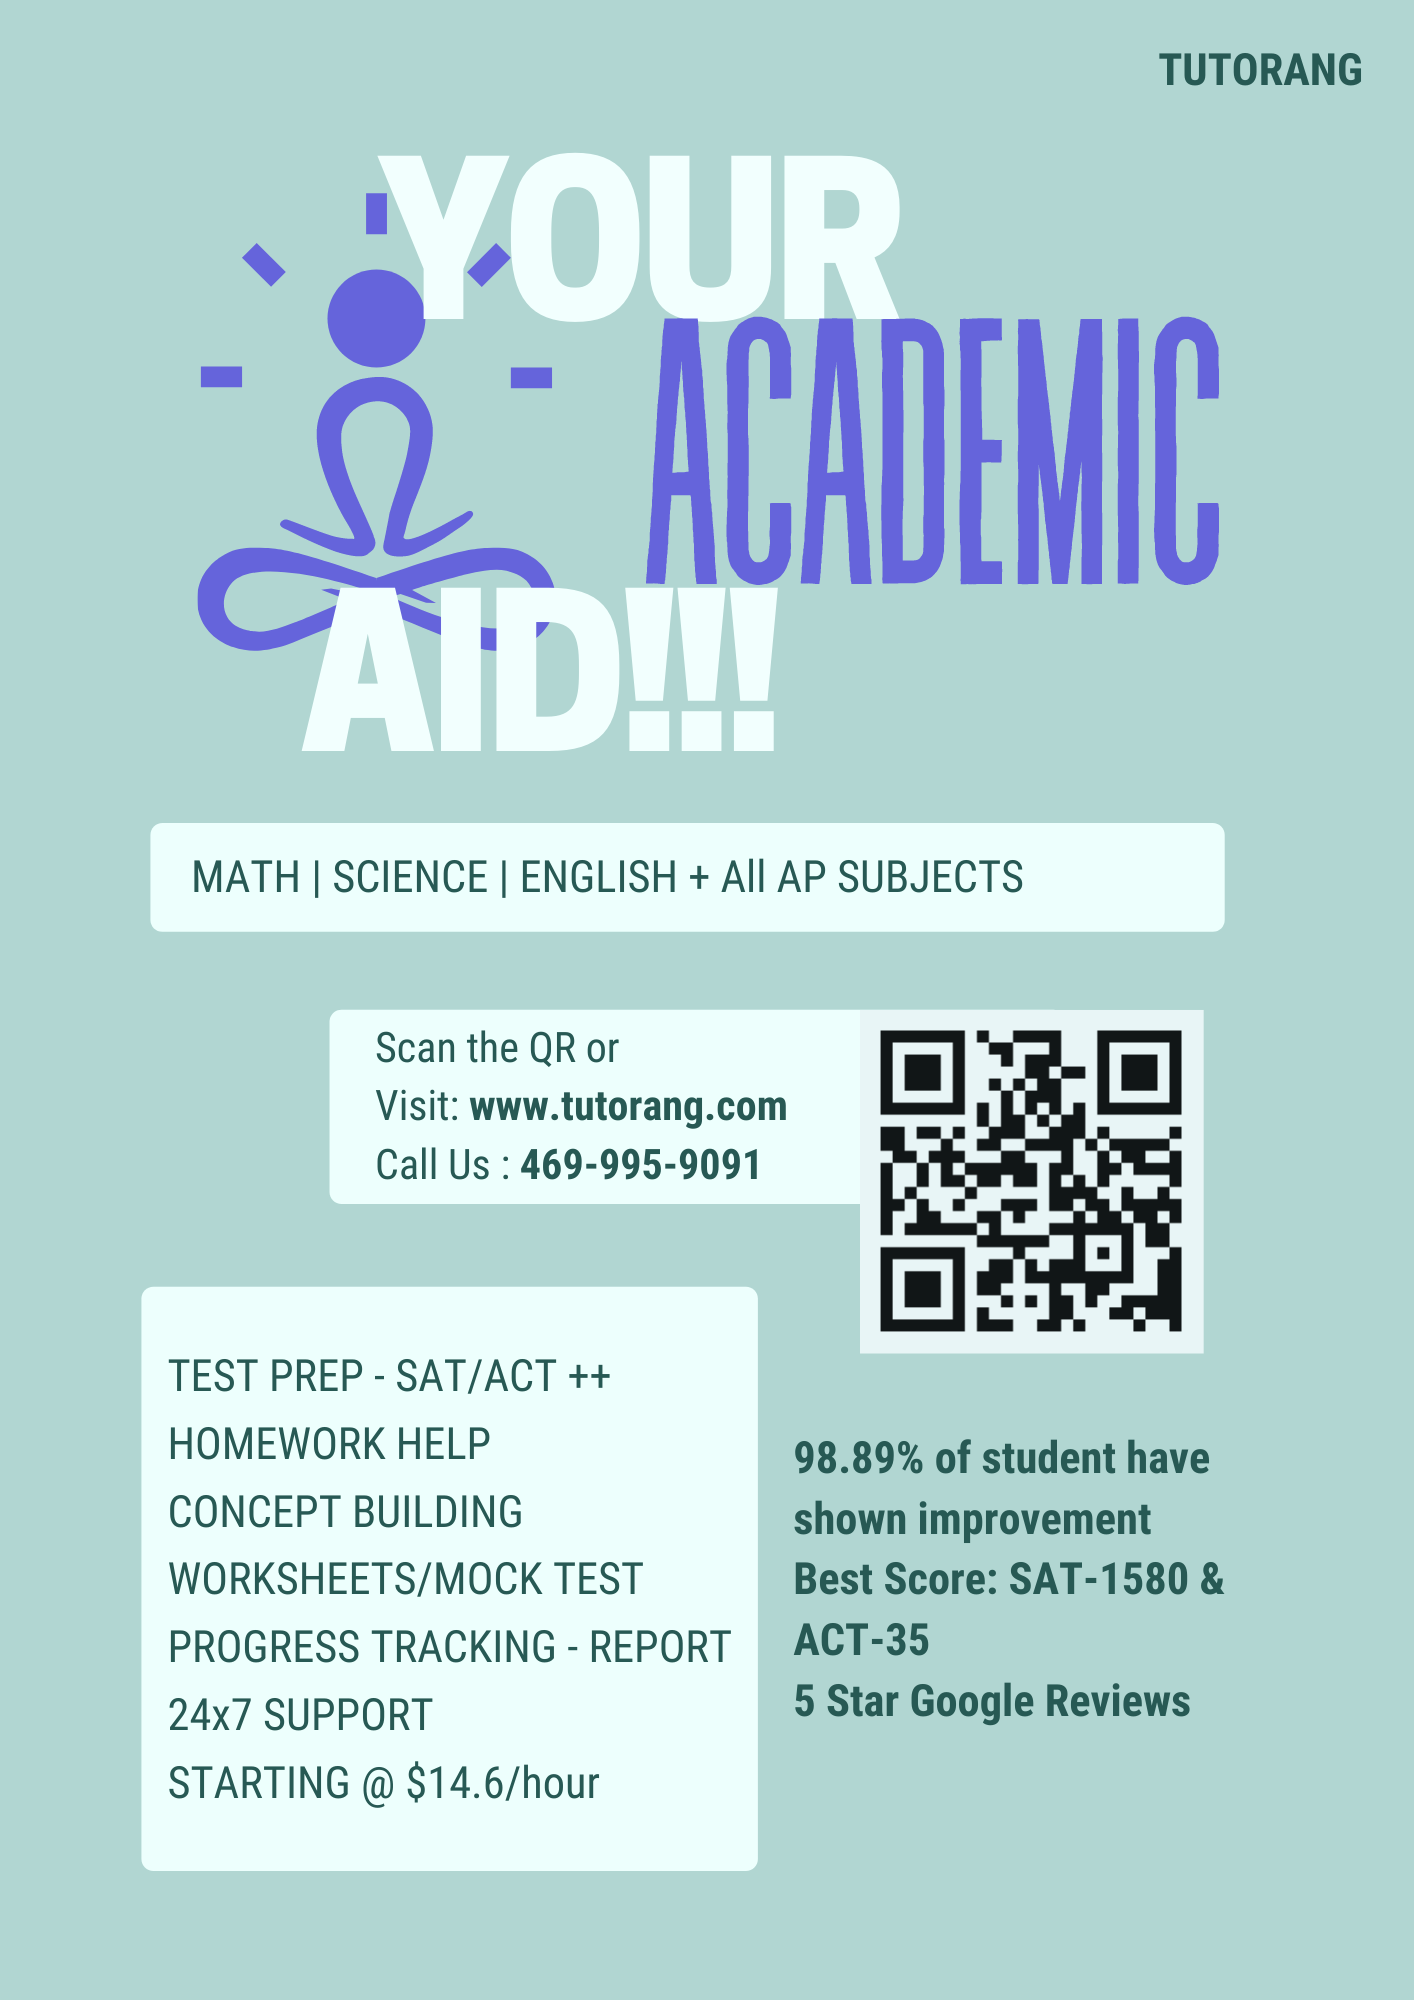 TUTORANG
YOUR
ACADEMIC
AID!!!
MATH | SCIENCE | ENGLISH + All AP SUBJECTS
Scan the QR or
Visit: www.tutorang.com
Call Us : 469-995-9091
TEST PREP - SAT/ACT ++
HOMEWORK HELP
CONCEPT BUILDING
WORKSHEETS/MOCK TEST
PROGRESS TRACKING - REPORT
24x7 SUPPORT
STARTING @ $14.6/hour
98.89% of student have
shown improvement
Best Score: SAT-1580 &
ACT-35
5 Star Google Reviews